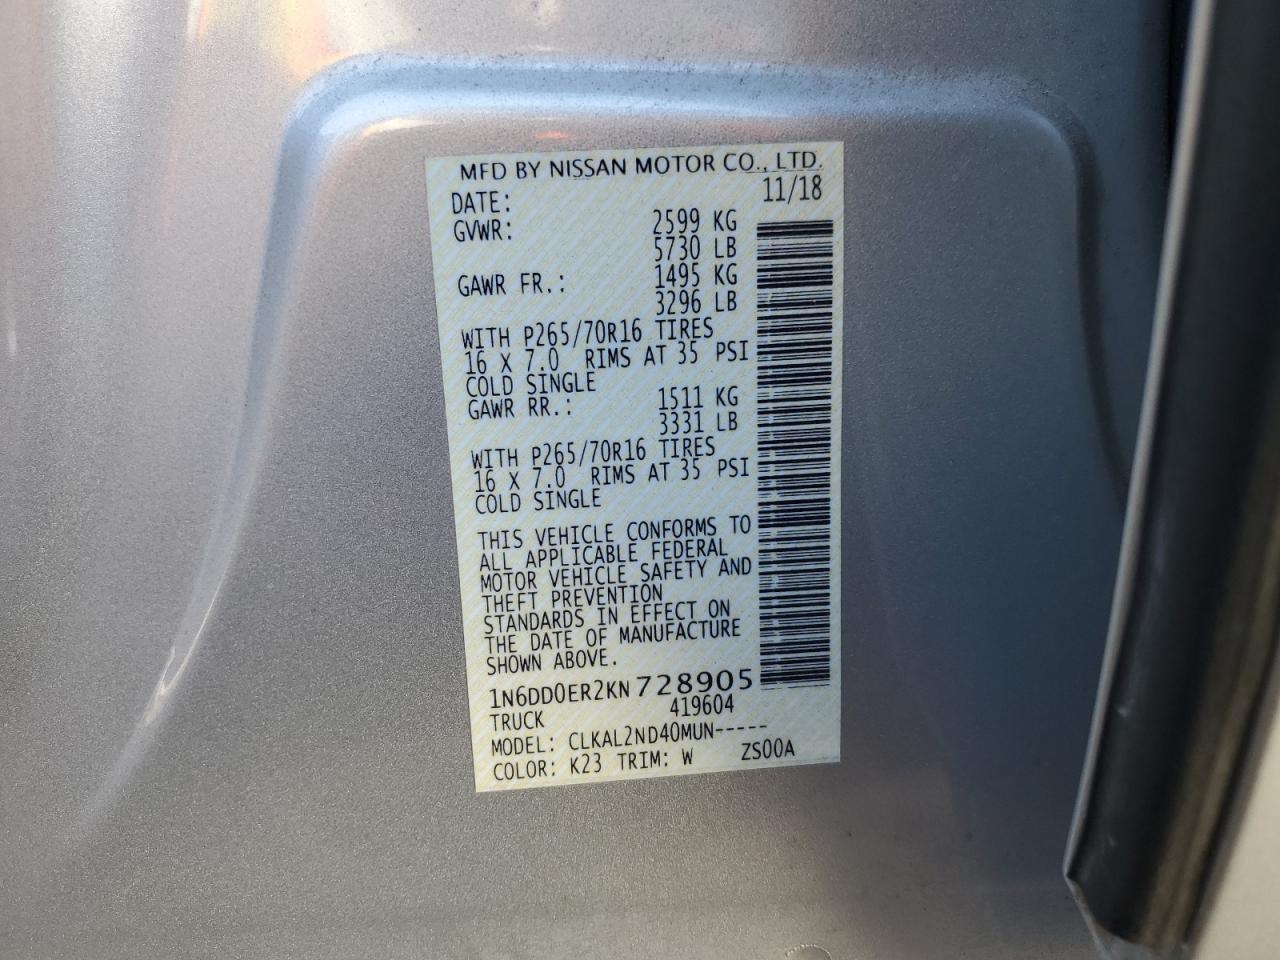 MFD BY NISSAN MOTOR CO., LTD.
DATE: 11/18
GVWR: 2599 KG
5730 LB
GAWR FR.: 1495 KG
3296 LB
WITH P265/70R16 TIRES
16 X 7.0 RIMS AT 35 PSI
COLD SINGLE
GAWR RR.: 1511 KG
3331 LB
WITH P265/70R16 TIRES
16 X 7.0 RIMS AT 35 PSI
COLD SINGLE
THIS VEHICLE CONFORMS TO
ALL APPLICABLE FEDERAL
MOTOR VEHICLE SAFETY AND
THEFT PREVENTION
STANDARDS IN EFFECT ON
THE DATE OF MANUFACTURE
SHOWN ABOVE.
1N6DD0ER2KN728905
TRUCK 419604
MODEL: CLKAL2ND40MUN-----
COLOR: K23 TRIM: W ZS00A